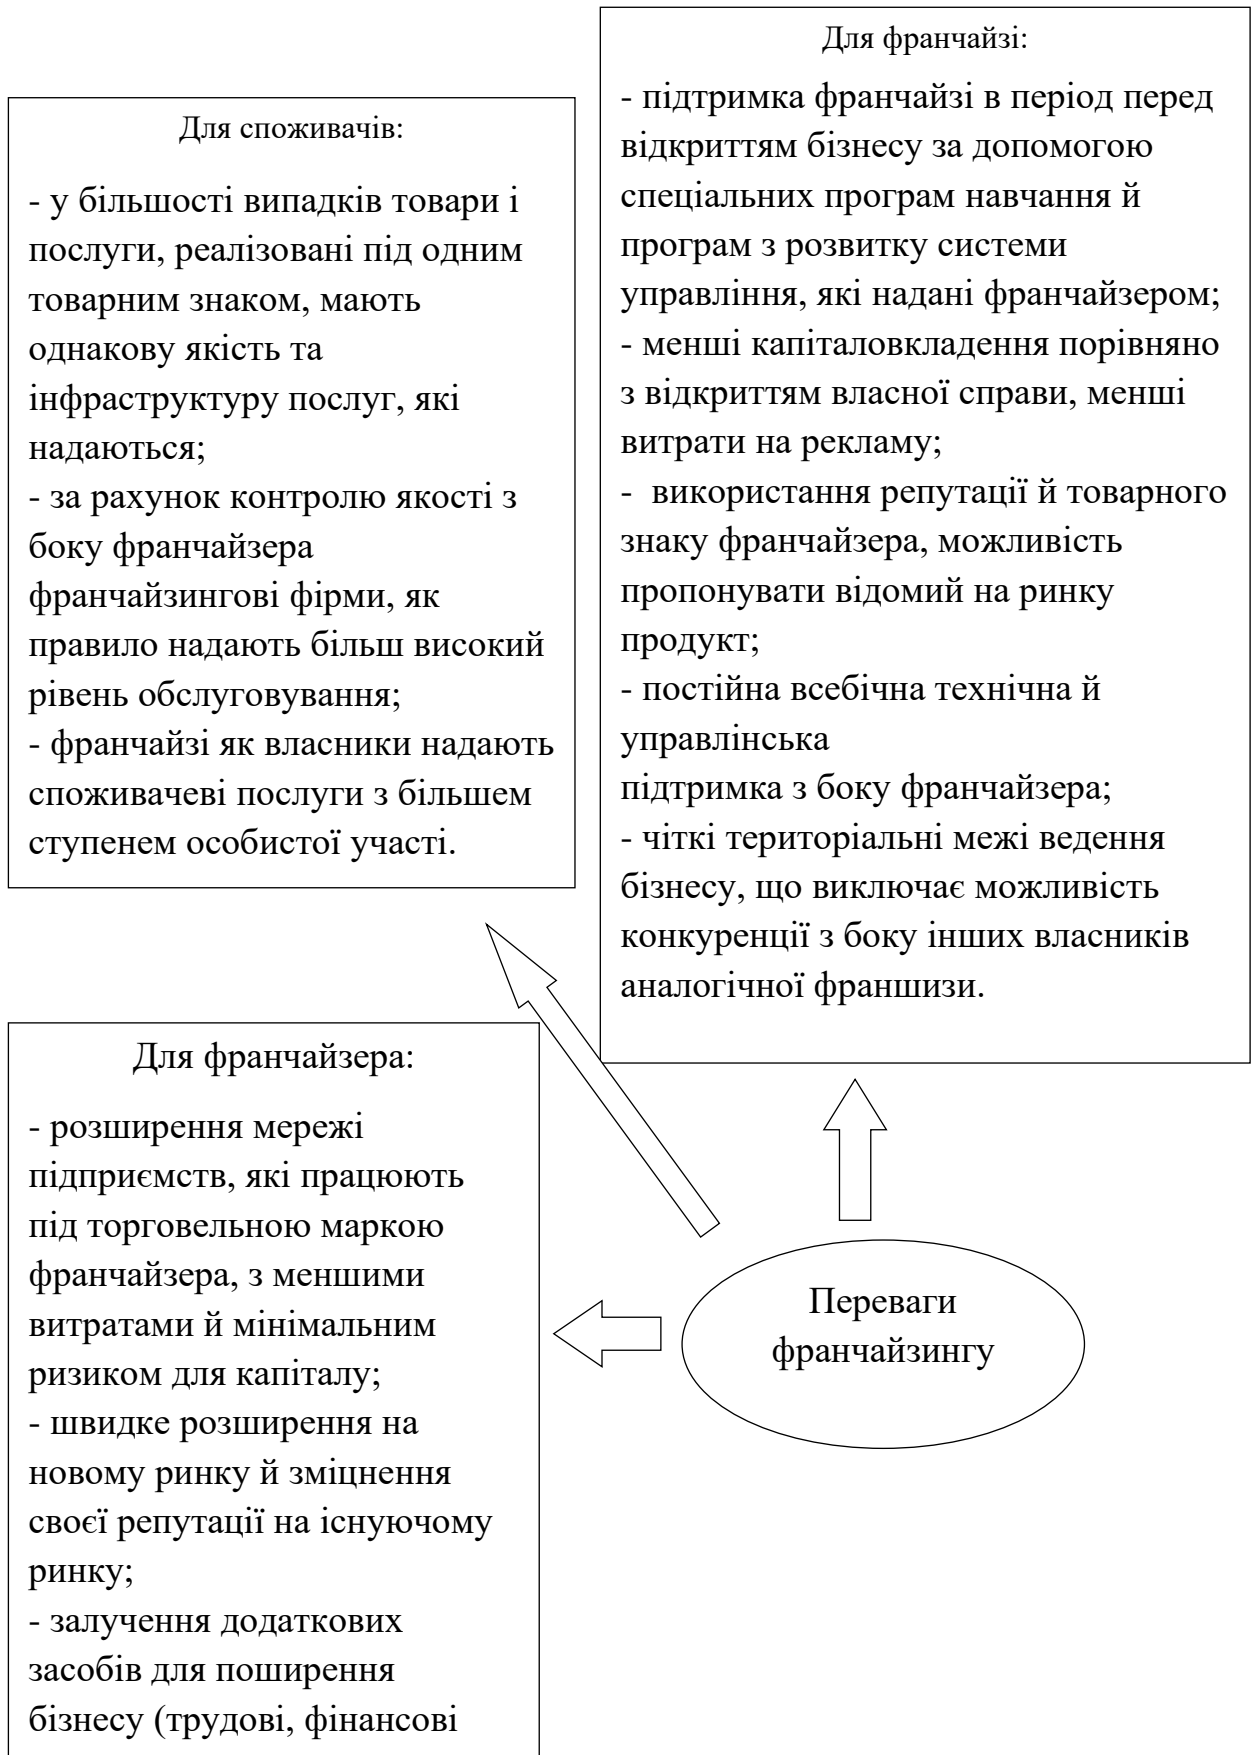 Для споживачів:
- у більшості випадків товари і
послуги, реалізовані під одним
товарним знаком, мають
однакову якість та
інфраструктуру послуг, які
надаються;
- за рахунок контролю якості з
боку франчайзера
франчайзингові фірми, як
правило надають більш високий
рівень обслуговування;
- франчайзі як власники надають
споживачеві послуги з більшем
ступенем особистої участі.
Для франчайзі:
- підтримка франчайзі в період перед
відкриттям бізнесу за допомогою
спеціальних програм навчання й
програм з розвитку системи
управління, які надані франчайзером;
- менші капіталовкладення порівняно
з відкриттям власної справи, менші
витрати на рекламу;
- використання репутації й товарного
знаку франчайзера, можливість
пропонувати відомий на ринку
продукт;
- постійна всебічна технічна й
управлінська
підтримка з боку франчайзера;
- чіткі територіальні межі ведення
бізнесу, що виключає можливість
конкуренції з боку інших власників
аналогічної франшизи.
Для франчайзера:
- розширення мережі
підприємств, які працюють
під торговельною маркою
франчайзера, з меншими
витратами й мінімальним
ризиком для капіталу;
- швидке розширення на
новому ринку й зміцнення
своєї репутації на існуючому
ринку;
- залучення додаткових
засобів для поширення
бізнесу (трудові, фінансові
Переваги
франчайзингу